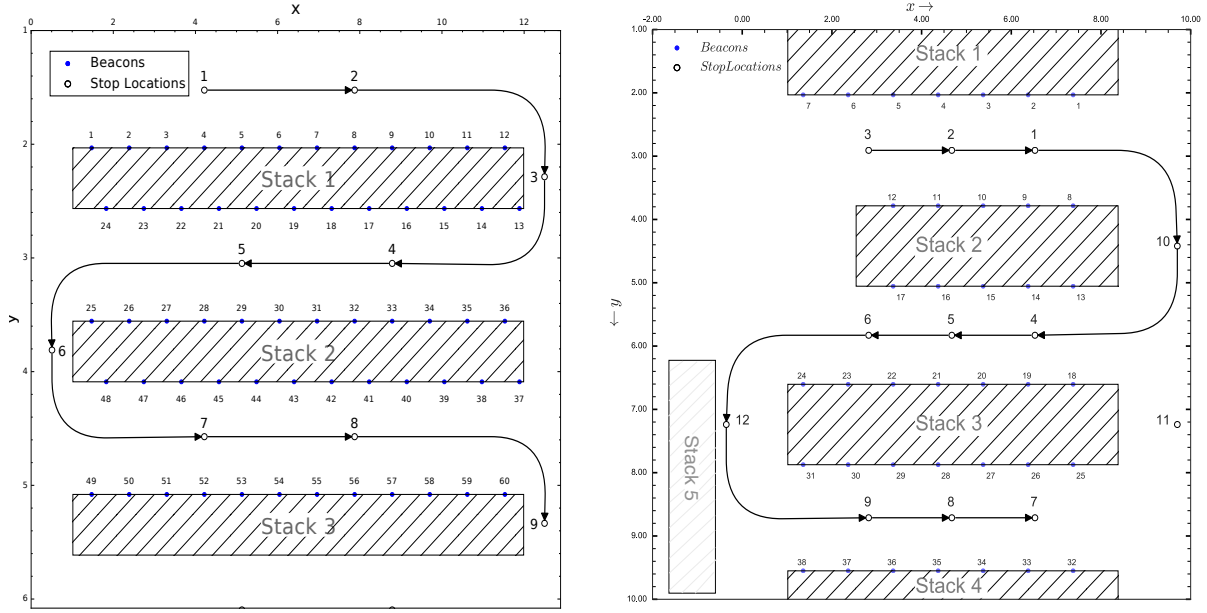 x
0 2 4 6 8 10 12
1
2
3
4
5
6
y
Beacons
Stop Locations
1 2
1 2 3 4 5 6 7 8 9 10 11 12
Stack 1
3
24 23 22 21 20 19 18 17 16 15 14 13
5 4
25 26 27 28 29 30 31 32 33 34 35 36
Stack 2
6
48 47 46 45 44 43 42 41 40 39 38 37
7 8
49 50 51 52 53 54 55 56 57 58 59 60
Stack 3
9
x →
-2.00 0.00 2.00 4.00 6.00 8.00 10.00
1.00
2.00
3.00
4.00
5.00
6.00
7.00
8.00
9.00
10.00
← y
Beacons
StopLocations
Stack 1
7 6 5 4 3 2 1
3 2 1
12 11 10 9 8
Stack 2
10
17 16 15 14 13
6 5 4
24 23 22 21 20 19 18
Stack 3
12
11
Stack 5
31 30 29 28 27 26 25
9 8 7
38 37 36 35 34 33 32
Stack 4